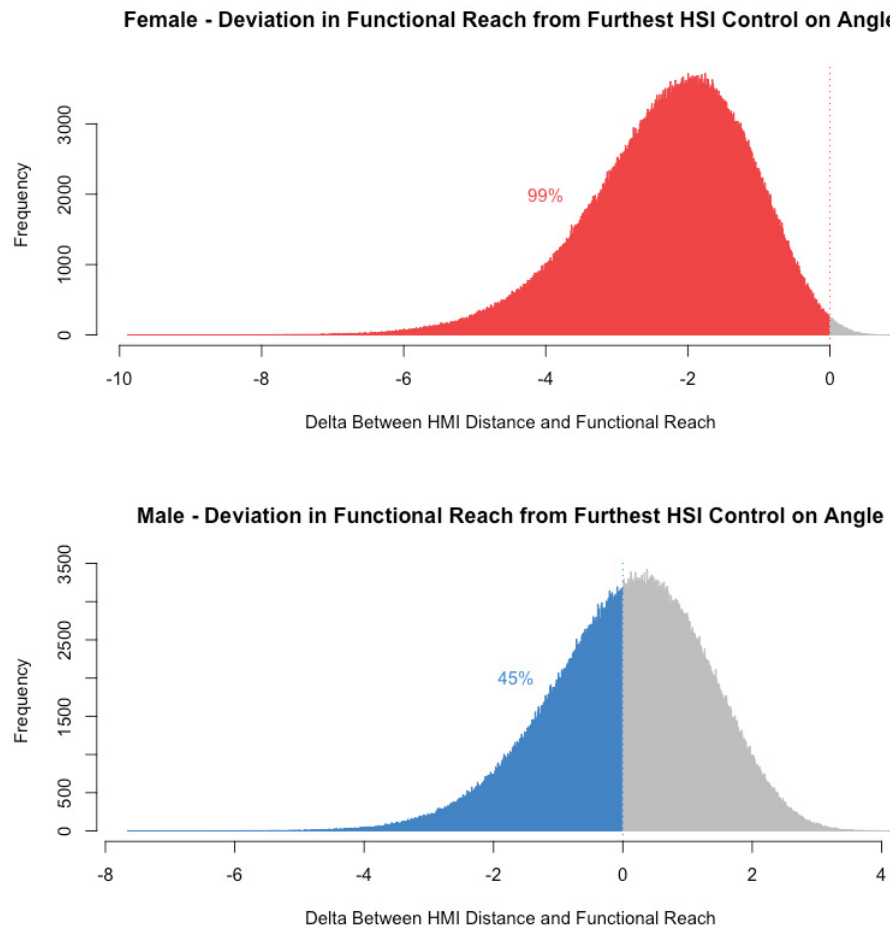 Female - Deviation in Functional Reach from Furthest HSI Control on Angle
3000
2000
1000
0
Frequency
99%
-10 -8 -6 -4 -2 0
Delta Between HMI Distance and Functional Reach
Male - Deviation in Functional Reach from Furthest HSI Control on Angle
3500
2500
1500
500
0
Frequency
45%
-8 -6 -4 -2 0 2 4
Delta Between HMI Distance and Functional Reach